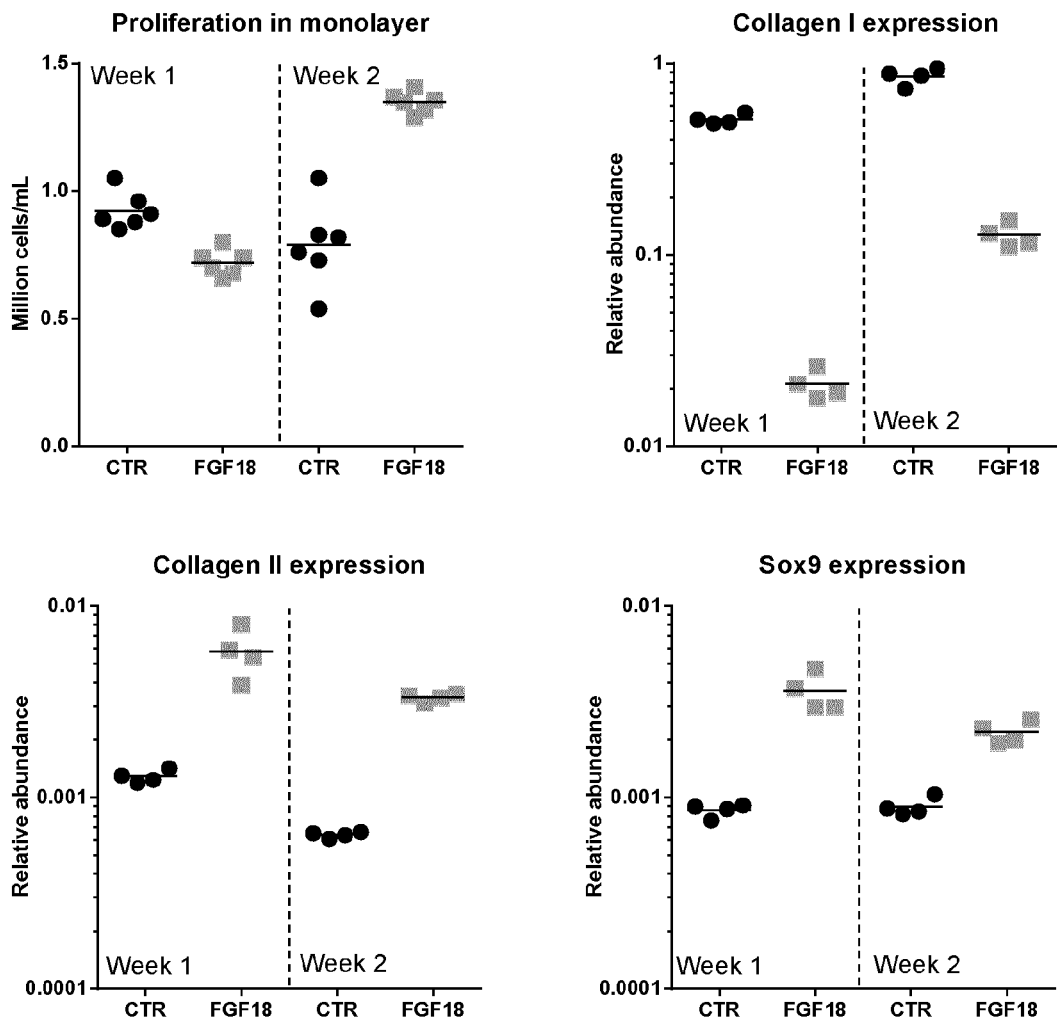 Proliferation in monolayer
Million cells/mL
1.5
1.0
0.5
0.0
Week 1
Week 2
CTR FGF18 CTR FGF18
Collagen I expression
Relative abundance
1
0.1
0.01
Week 1
Week 2
CTR FGF18 CTR FGF18
Collagen II expression
Relative abundance
0.01
0.001
0.0001
Week 1
Week 2
CTR FGF18 CTR FGF18
Sox9 expression
Relative abundance
0.01
0.001
0.0001
Week 1
Week 2
CTR FGF18 CTR FGF18